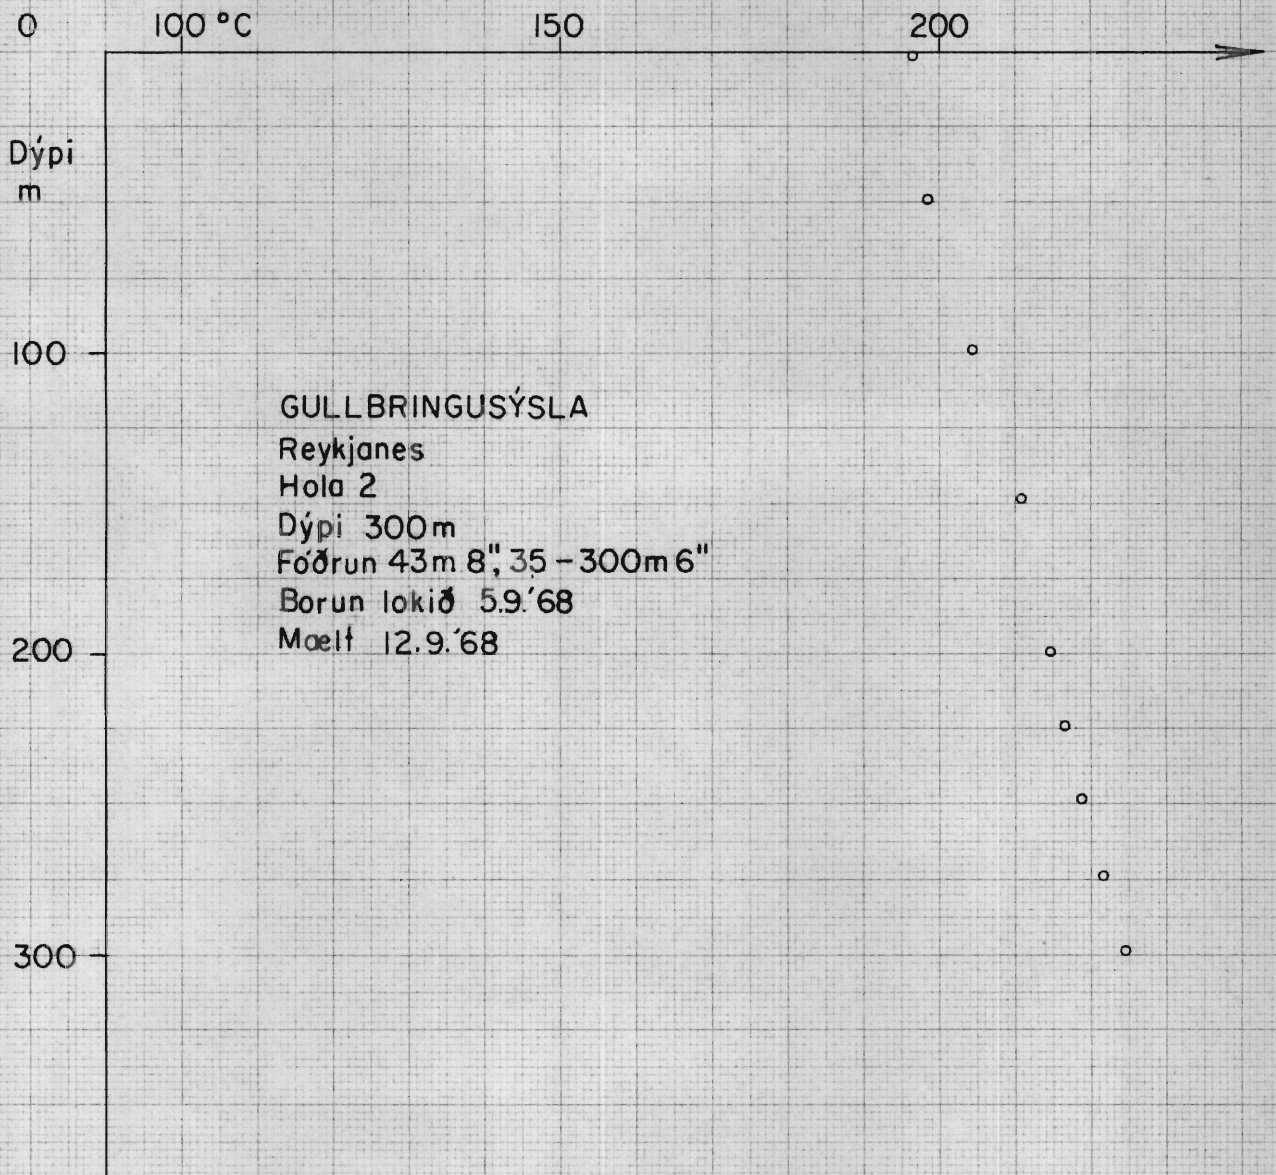 0 100 °C 150 200
Dýpi
m
100
GULLBRINGUSÝSLA
Reykjanes
Hola 2
Dýpi 300m
Fóðrun 43m 8", 35-300m 6"
Borun lokið 5.9.'68
Mælt 12.9.'68
200
300